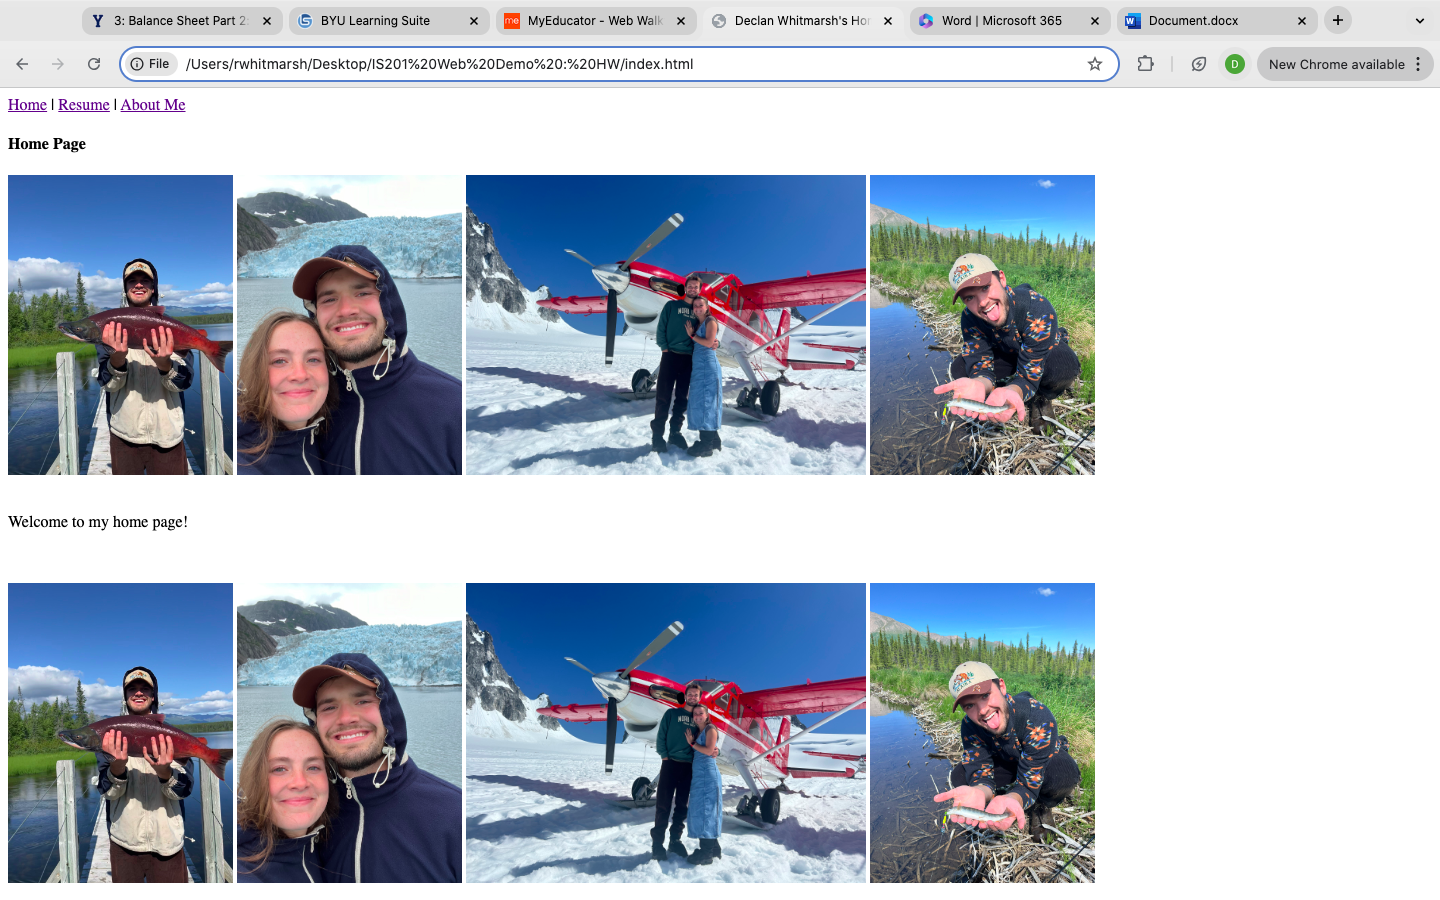 3: Balance Sheet Part 2:
BYU Learning Suite
me MyEducator - Web Walk
Declan Whitmarsh's Hom
Word | Microsoft 365
W Document.docx
File /Users/rwhitmarsh/Desktop/IS201%20Web%20Demo%20:%20HW/index.html
D
New Chrome available
Home | Resume | About Me
Home Page
Welcome to my home page!